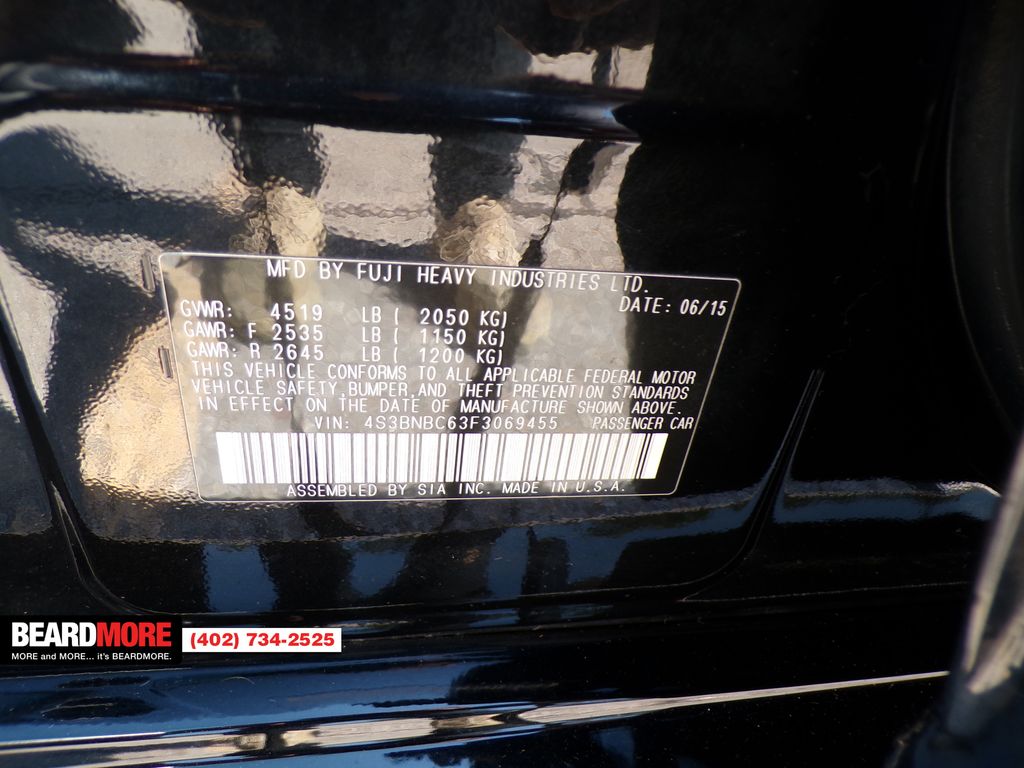 MFD BY FUJI HEAVY INDUSTRIES LTD.
DATE: 06/15
GVWR: 4519 LB ( 2050 KG)
GAWR: F 2535 LB ( 1150 KG)
GAWR: R 2645 LB ( 1200 KG)
THIS VEHICLE CONFORMS TO ALL APPLICABLE FEDERAL MOTOR
VEHICLE SAFETY, BUMPER, AND THEFT PREVENTION STANDARDS
IN EFFECT ON THE DATE OF MANUFACTURE SHOWN ABOVE.
VIN: 4S3BNBC63F3069455 PASSENGER CAR
ASSEMBLED BY SIA INC. MADE IN U.S.A.
BEARDMORE
MORE and MORE... it's BEARDMORE.
(402) 734-2525